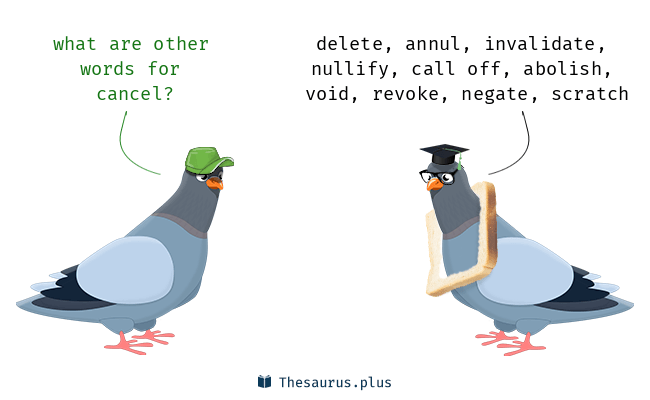 what are other
words for
cancel?
delete, annul, invalidate,
nullify, call off, abolish,
void, revoke, negate, scratch
Thesaurus.plus